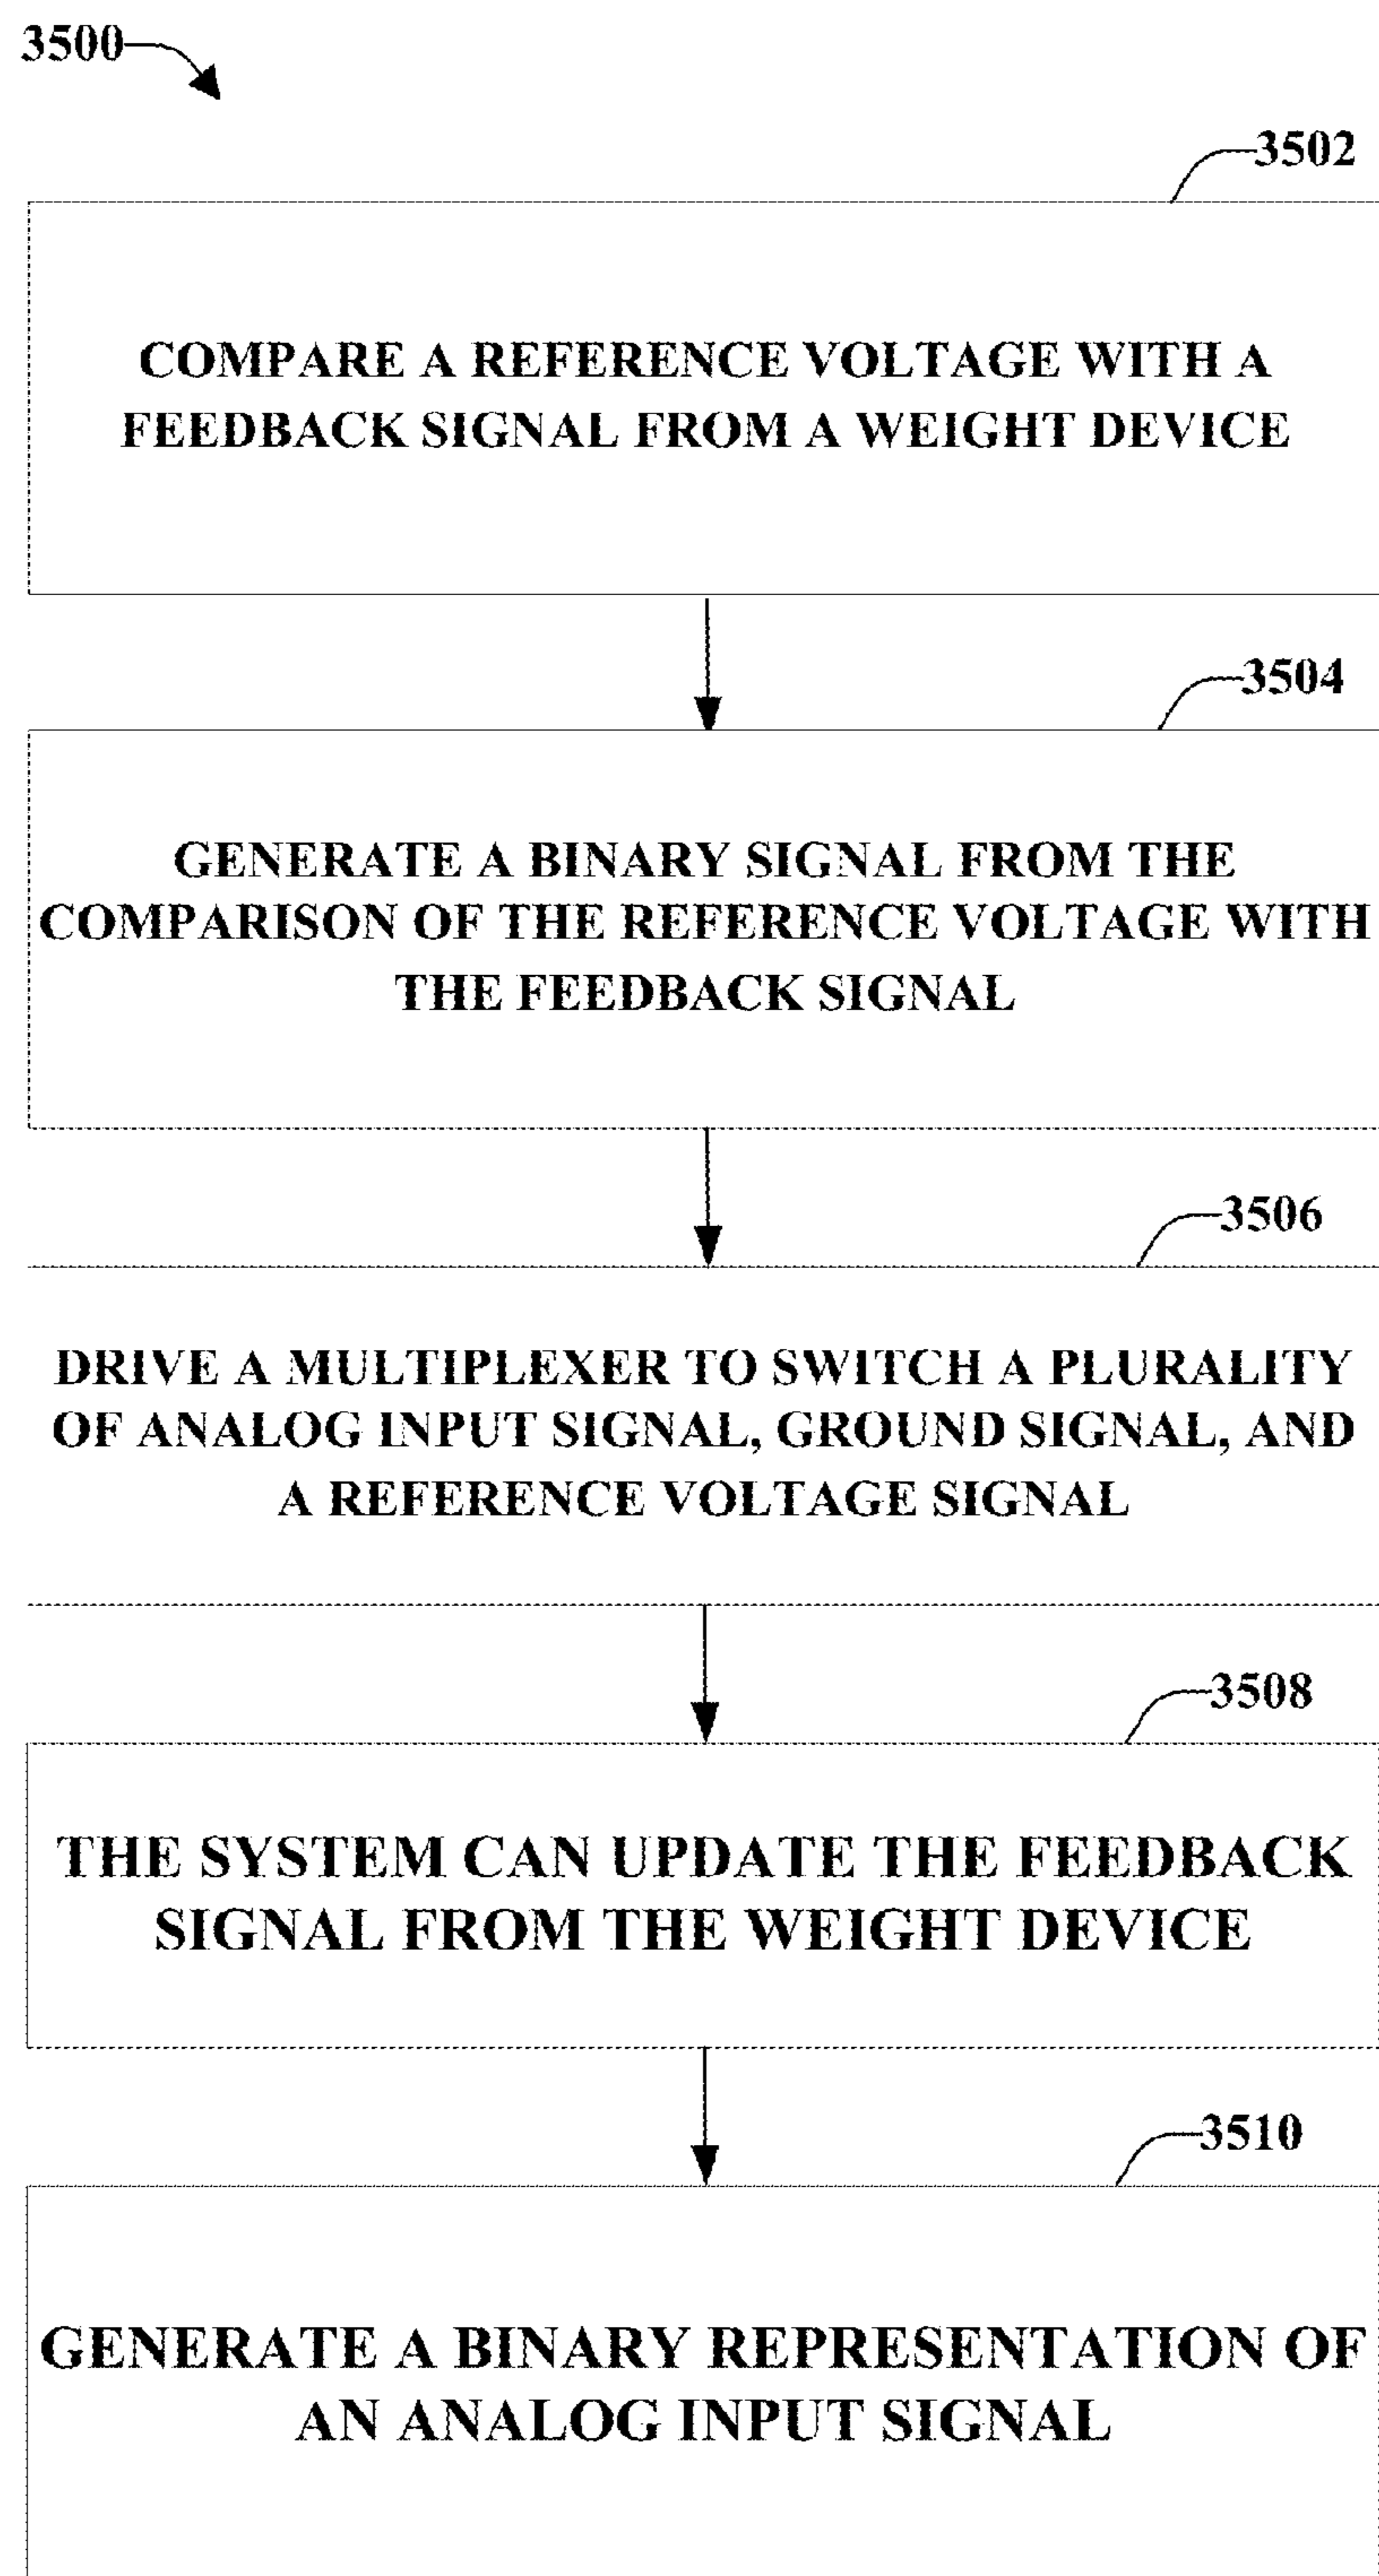 3500
3502
COMPARE A REFERENCE VOLTAGE WITH A
FEEDBACK SIGNAL FROM A WEIGHT DEVICE
3504
GENERATE A BINARY SIGNAL FROM THE
COMPARISON OF THE REFERENCE VOLTAGE WITH
THE FEEDBACK SIGNAL
3506
DRIVE A MULTIPLEXER TO SWITCH A PLURALITY
OF ANALOG INPUT SIGNAL, GROUND SIGNAL, AND
A REFERENCE VOLTAGE SIGNAL
3508
THE SYSTEM CAN UPDATE THE FEEDBACK
SIGNAL FROM THE WEIGHT DEVICE
3510
GENERATE A BINARY REPRESENTATION OF
AN ANALOG INPUT SIGNAL